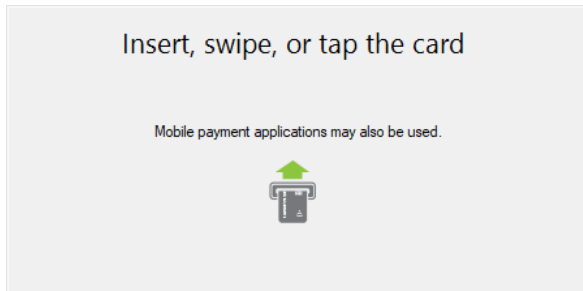 Insert, swipe, or tap the card
Mobile payment applications may also be used.